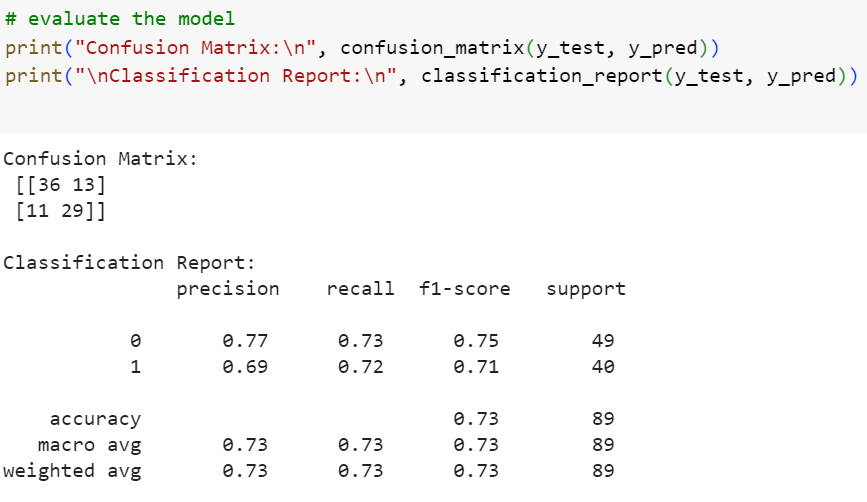 # evaluate the model
print("Confusion Matrix:\n", confusion_matrix(y_test, y_pred))
print("\nClassification Report:\n", classification_report(y_test, y_pred))
Confusion Matrix:
[[36 13]
[11 29]]
Classification Report:
precision recall f1-score support
0 0.77 0.73 0.75 49
1 0.69 0.72 0.71 40
accuracy 0.73 89
macro avg 0.73 0.73 0.73 89
weighted avg 0.73 0.73 0.73 89